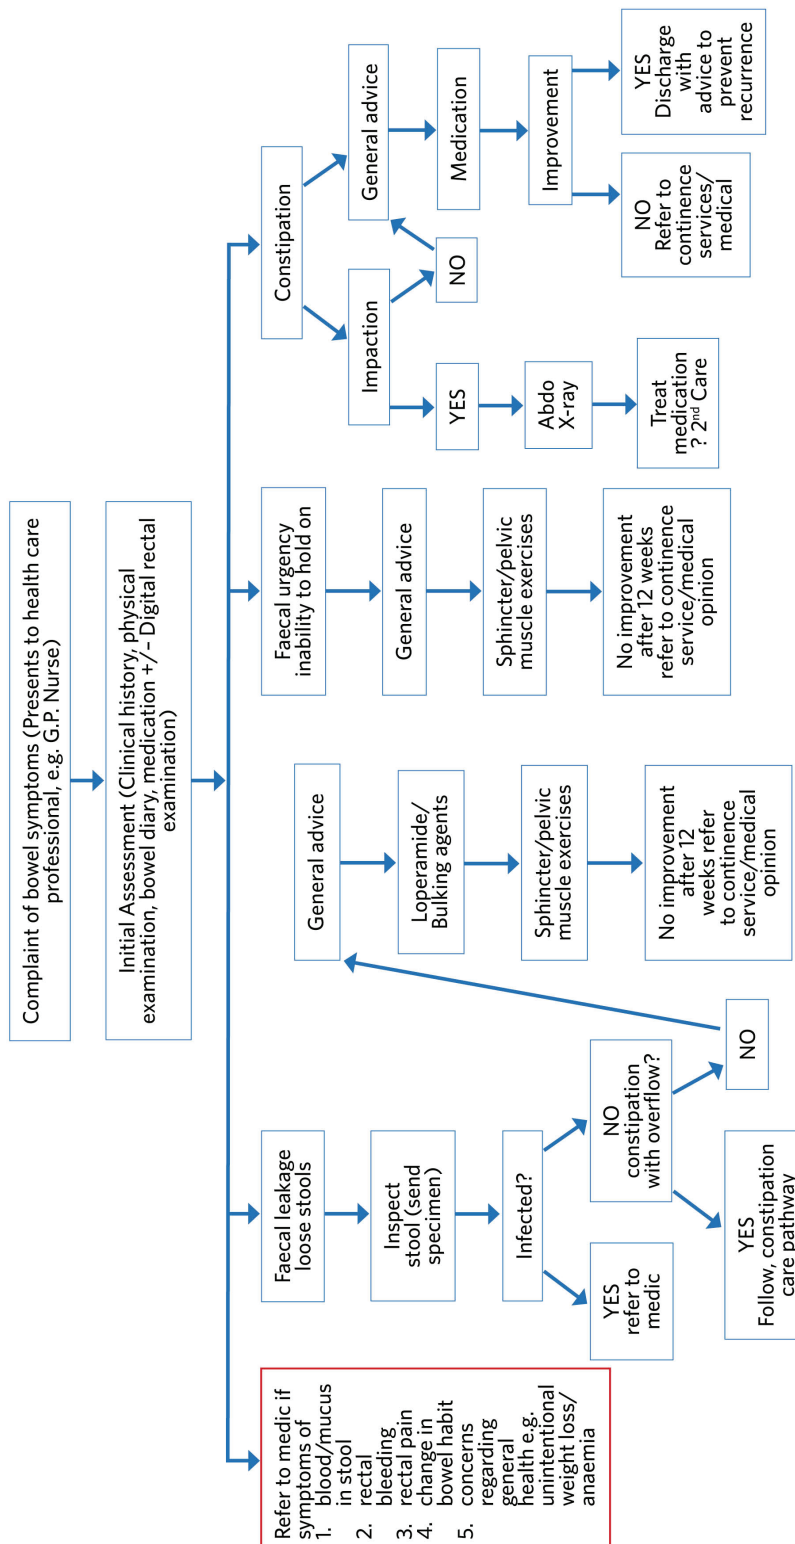 Complaint of bowel symptoms (Presents to health care
professional, e.g. G.P. Nurse)
Initial Assessment (Clinical history, physical
examination, bowel diary, medication +/- Digital rectal
examination)
Refer to medic if
symptoms of
1. blood/mucus
in stool
2. rectal
bleeding
3. rectal pain
4. change in
bowel habit
5. concerns
regarding
general
health e.g.
unintentional
weight loss/
anaemia
Faecal leakage
loose stools
Inspect
stool (send
specimen)
Infected?
YES
refer to
medic
NO
constipation
with overflow?
YES
Follow, constipation
care pathway
NO
General advice
Loperamide/
Bulking agents
Sphincter/pelvic
muscle exercises
No improvement
after 12
weeks refer
to continence
service/medical
opinion
Faecal urgency
inability to hold on
General advice
Sphincter/pelvic
muscle exercises
No improvement
after 12 weeks
refer to continence
service/medical
opinion
Constipation
Impaction
YES
Abdo
X-ray
Treat
medication
? 2nd Care
NO
General advice
Medication
Improvement
NO
Refer to
continence
services/
medical
YES
Discharge
with
advice to
prevent
recurrence